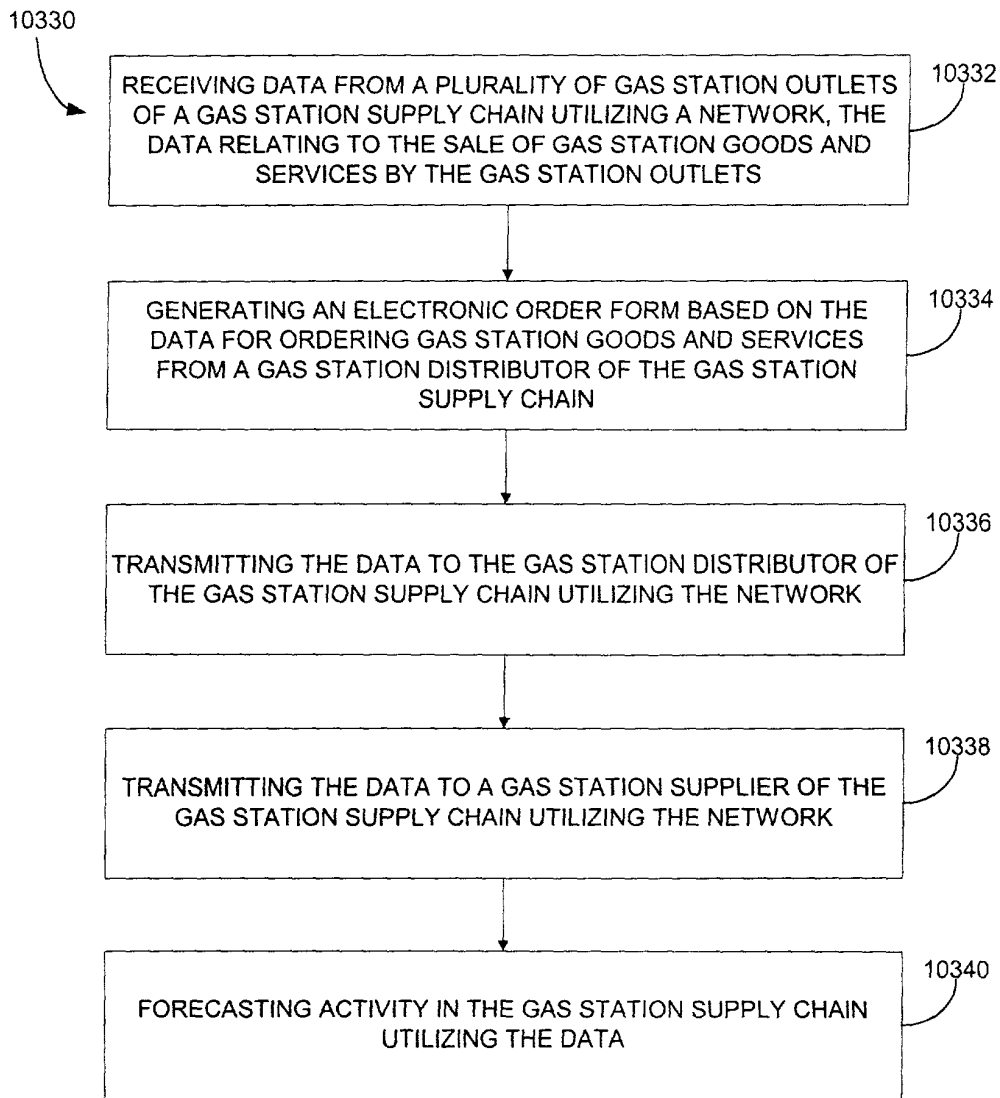 10330
RECEIVING DATA FROM A PLURALITY OF GAS STATION OUTLETS
OF A GAS STATION SUPPLY CHAIN UTILIZING A NETWORK, THE
DATA RELATING TO THE SALE OF GAS STATION GOODS AND
SERVICES BY THE GAS STATION OUTLETS
10332
GENERATING AN ELECTRONIC ORDER FORM BASED ON THE
DATA FOR ORDERING GAS STATION GOODS AND SERVICES
FROM A GAS STATION DISTRIBUTOR OF THE GAS STATION
SUPPLY CHAIN
10334
TRANSMITTING THE DATA TO THE GAS STATION DISTRIBUTOR OF
THE GAS STATION SUPPLY CHAIN UTILIZING THE NETWORK
10336
TRANSMITTING THE DATA TO A GAS STATION SUPPLIER OF THE
GAS STATION SUPPLY CHAIN UTILIZING THE NETWORK
10338
FORECASTING ACTIVITY IN THE GAS STATION SUPPLY CHAIN
UTILIZING THE DATA
10340